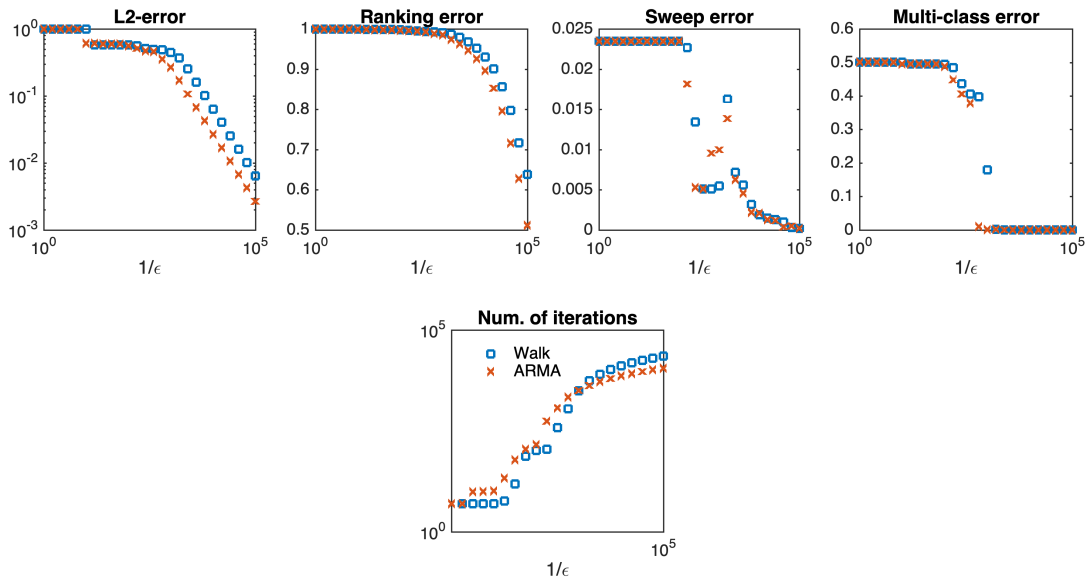 L2-error
10^0
10^-1
10^-2
10^-3
10^0
10^5
1/ϵ
Ranking error
1
0.9
0.8
0.7
0.6
0.5
10^0
10^5
1/ϵ
Sweep error
0.025
0.02
0.015
0.01
0.005
0
10^0
10^5
1/ϵ
Multi-class error
0.6
0.5
0.4
0.3
0.2
0.1
0
10^0
10^5
1/ϵ
Num. of iterations
10^5
Walk
ARMA
10^0
10^5
1/ϵ